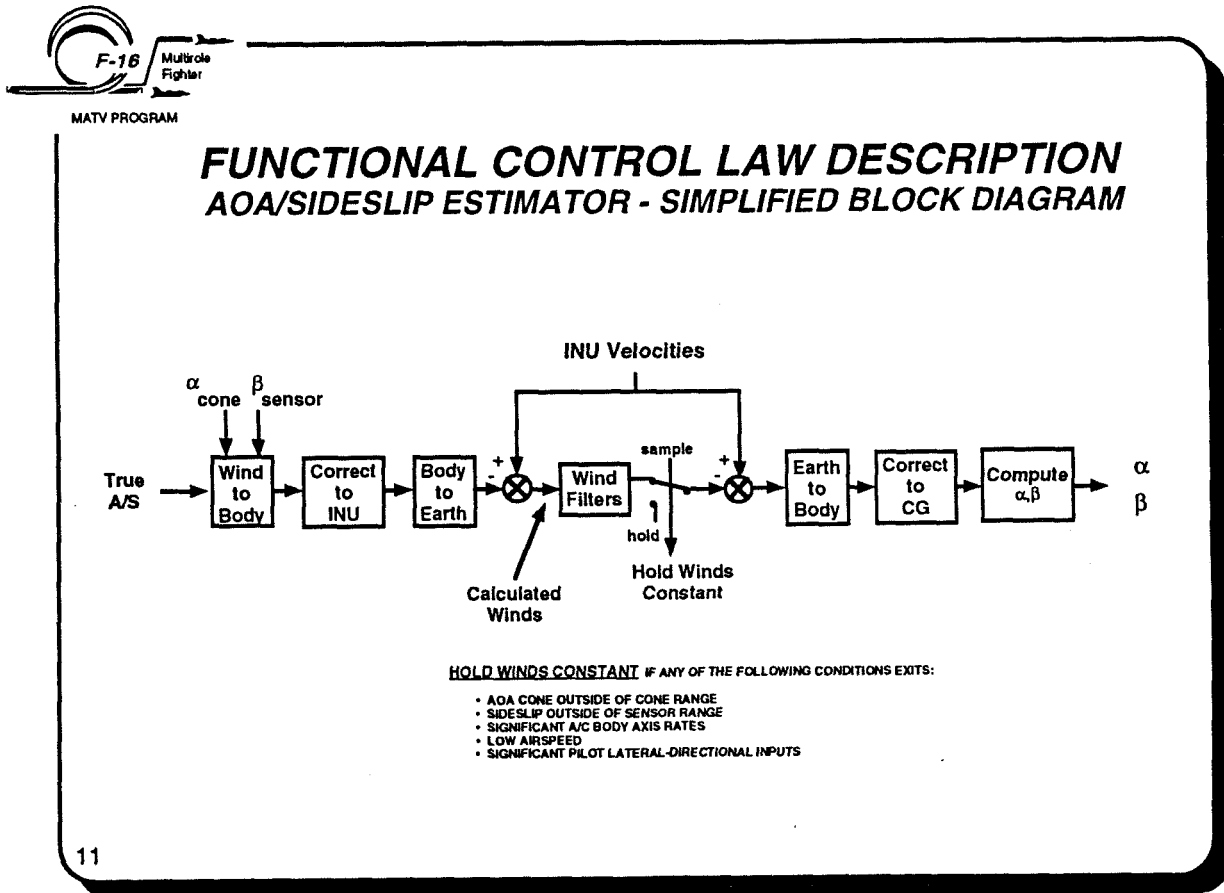 F-16
Multirole
Fighter
MATV PROGRAM
FUNCTIONAL CONTROL LAW DESCRIPTION
AOA/SIDESLIP ESTIMATOR - SIMPLIFIED BLOCK DIAGRAM
INU Velocities
α cone
β sensor
True
A/S
Wind
to
Body
Correct
to
INU
Body
to
Earth
+
-
Wind
Filters
sample
hold
+
-
Earth
to
Body
Correct
to
CG
Compute
α,β
α
β
Calculated
Winds
Hold Winds
Constant
HOLD WINDS CONSTANT IF ANY OF THE FOLLOWING CONDITIONS EXITS:
• AOA CONE OUTSIDE OF CONE RANGE
• SIDESLIP OUTSIDE OF SENSOR RANGE
• SIGNIFICANT A/C BODY AXIS RATES
• LOW AIRSPEED
• SIGNIFICANT PILOT LATERAL-DIRECTIONAL INPUTS
11